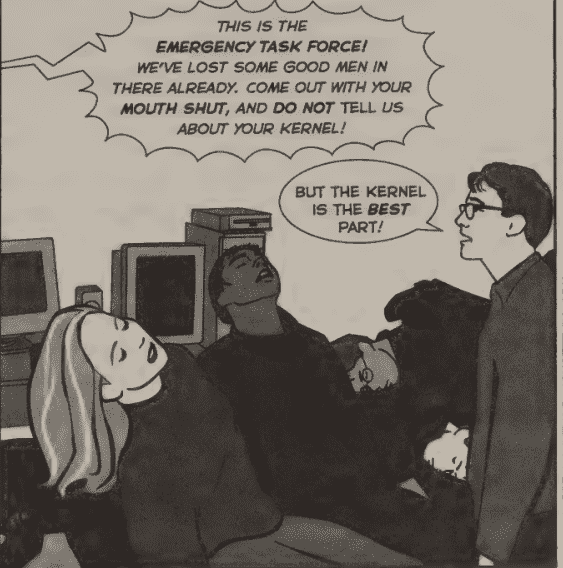 THIS IS THE
EMERGENCY TASK FORCE!
WE'VE LOST SOME GOOD MEN IN
THERE ALREADY. COME OUT WITH YOUR
MOUTH SHUT, AND DO NOT TELL US
ABOUT YOUR KERNEL!
BUT THE KERNEL
IS THE BEST
PART!